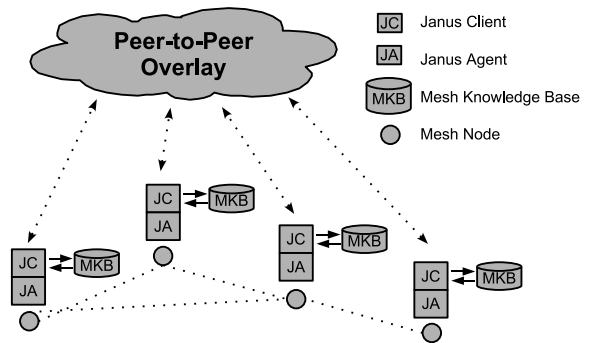 Peer-to-Peer
Overlay
JC Janus Client
JA Janus Agent
MKB Mesh Knowledge Base
Mesh Node
JC
MKB
JA
JC
MKB
JA
JC
MKB
JA
JC
MKB
JA